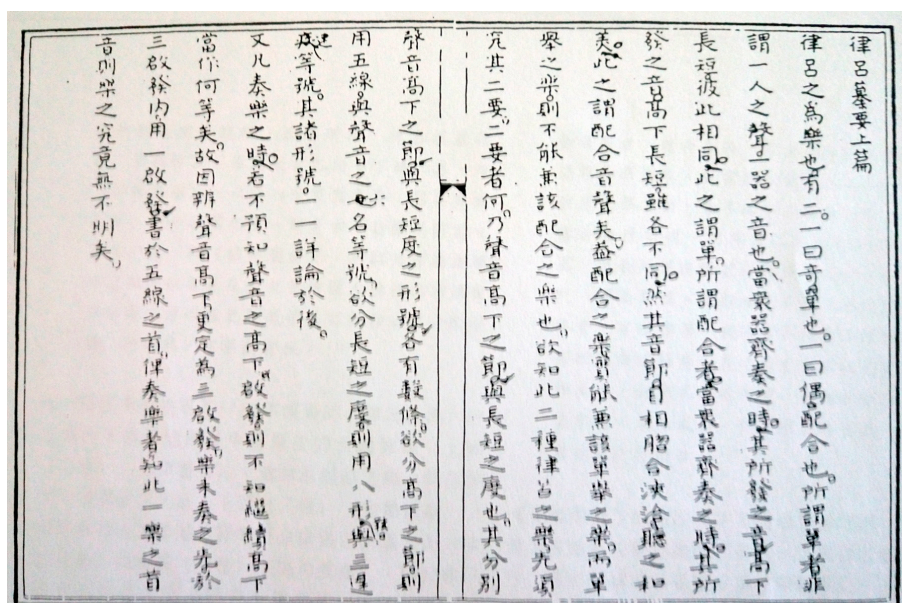 律呂纂要上篇
律呂之為樂也有二一曰奇單也一曰偶配合也所謂單者非
謂一人之聲一器之音也當衆器齊奏之時其所發之音高下
長短彼此相同此之謂單所謂配合者當衆器齊奏之時其所
發之音高下長短雖各不同然其音節自相脗合浹洽聽之和
美此之謂配合音聲美益配合之樂能兼該單舉之樂而單
舉之樂則不能兼該配合之樂也欲知此二種律呂之樂先須
究其二要二要者何乃聲音高下之節與長短之度也其分別
聲音高下之節與長短度之形號各有數條欲分高下之節則
用五線與聲音之名等號欲分長短之度則用八形號與三遲
速等號其諸形號一一詳論於後
又凡奏樂之時若不預知聲音之高下啟發則不知繼續高下
當作何等矣故因辨聲音高下更定為三啟發樂未奏之先於
三啟發內用一啟發書於五線之首俾奏樂者知此一樂之首
音則樂之究竟無不明矣